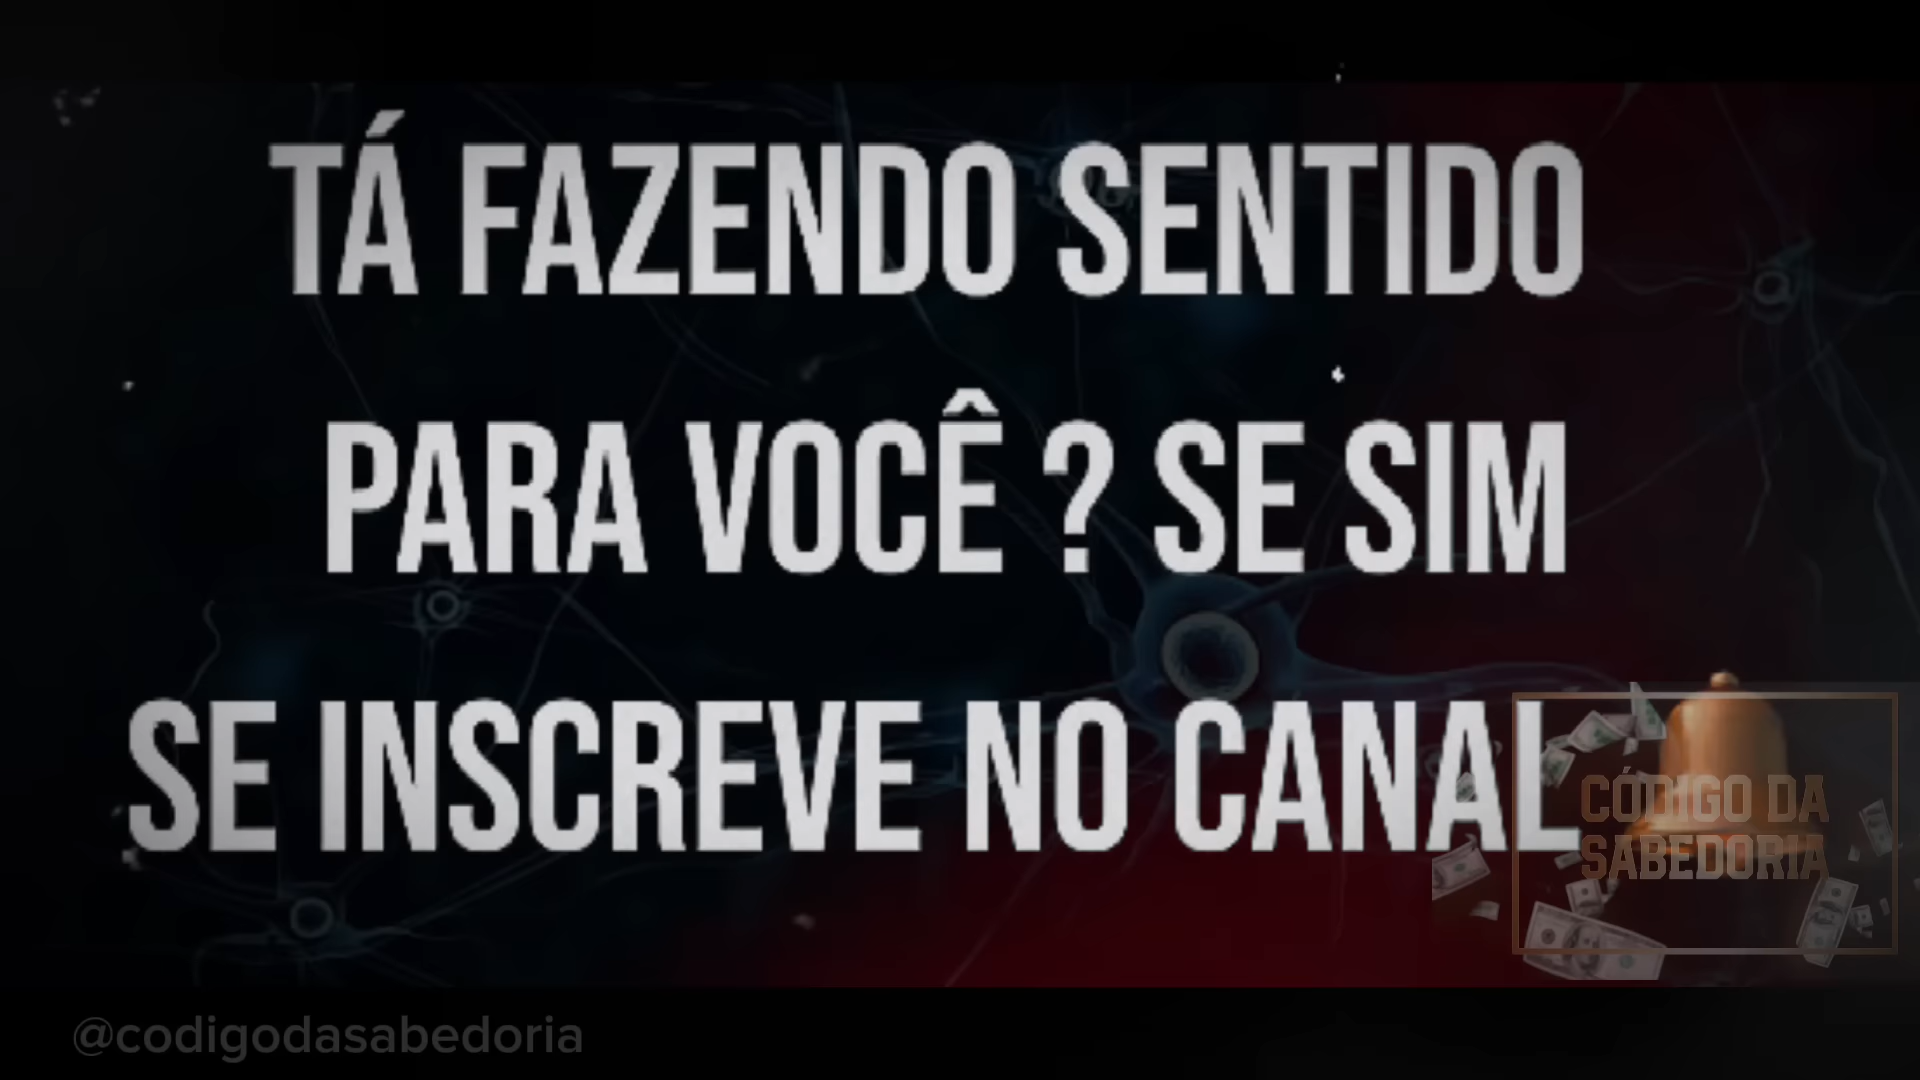 TÁ FAZENDO SENTIDO
PARA VOCÊ ? SE SIM
SE INSCREVE NO CANAL
CÓDIGO DA
SABEDORIA
@codigodasabedoria